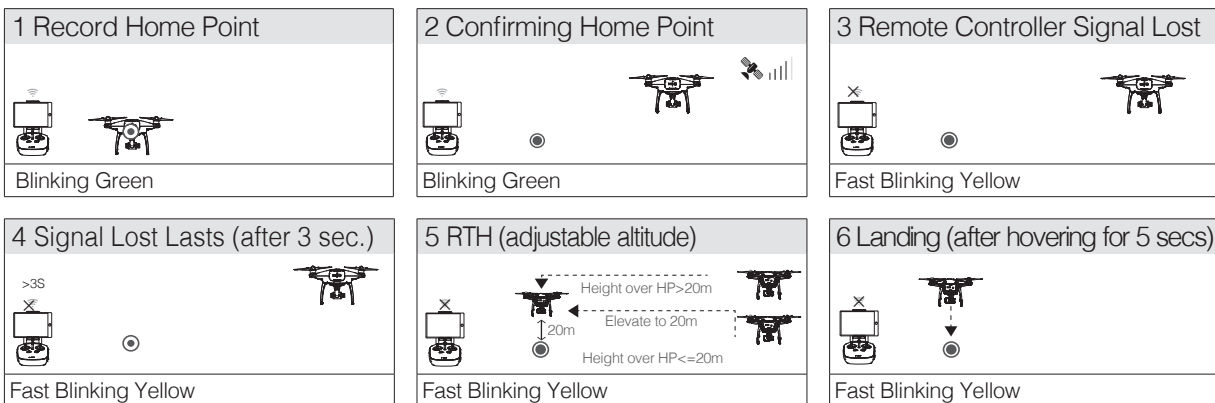 1 Record Home Point
Blinking Green
2 Confirming Home Point
Blinking Green
3 Remote Controller Signal Lost
Fast Blinking Yellow
4 Signal Lost Lasts (after 3 sec.)
>3S
Fast Blinking Yellow
5 RTH (adjustable altitude)
Height over HP>20m
Elevate to 20m
20m
Height over HP<=20m
Fast Blinking Yellow
6 Landing (after hovering for 5 secs)
Fast Blinking Yellow